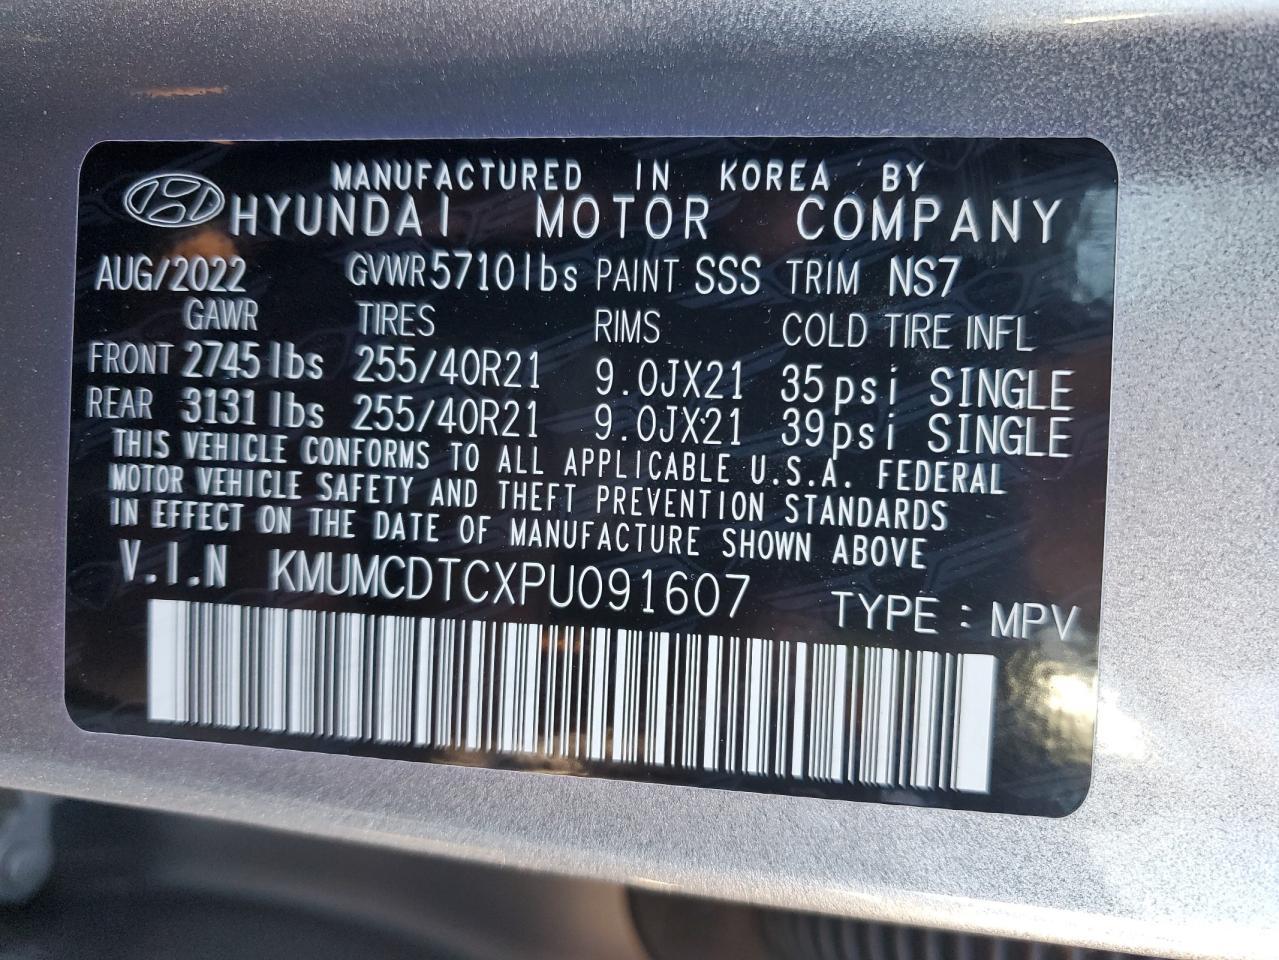 MANUFACTURED IN KOREA BY
HYUNDAI MOTOR COMPANY
AUG/2022 GVWR 5710lbs PAINT SSS TRIM NS7
GAWR TIRES RIMS COLD TIRE INFL
FRONT 2745 lbs 255/40R21 9.0JX21 35psi SINGLE
REAR 3131 lbs 255/40R21 9.0JX21 39psi SINGLE
THIS VEHICLE CONFORMS TO ALL APPLICABLE U.S.A. FEDERAL
MOTOR VEHICLE SAFETY AND THEFT PREVENTION STANDARDS
IN EFFECT ON THE DATE OF MANUFACTURE SHOWN ABOVE
V.I.N KMUMCDTCXPU091607 TYPE : MPV